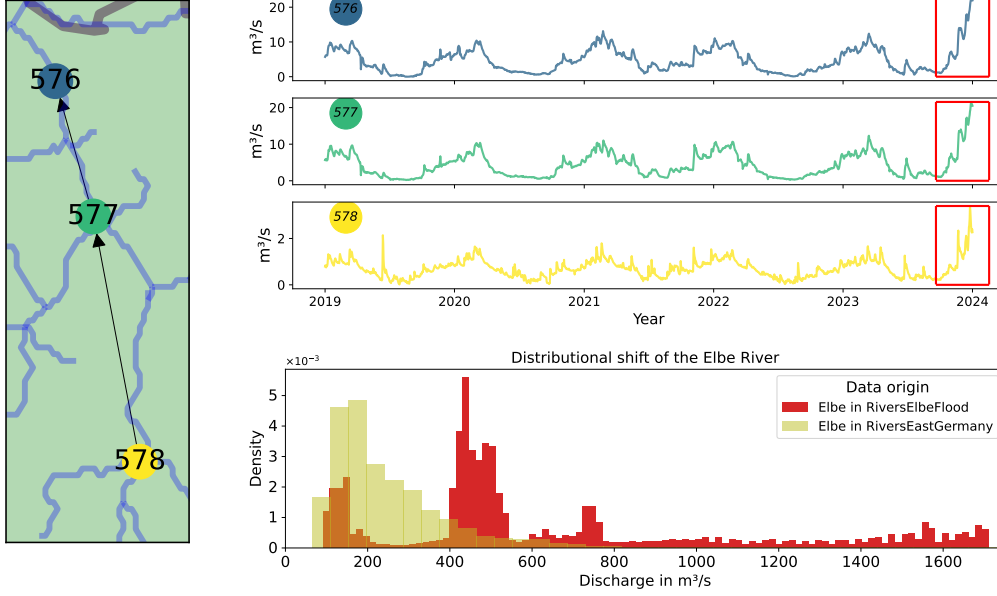 576
577
578
576
m³/s
10
0
577
m³/s
20
10
0
578
m³/s
2
0
2019 2020 2021 2022 2023 2024
Year
Distributional shift of the Elbe River
×10⁻³
Density
5
4
3
2
1
0
Data origin
Elbe in RiversElbeFlood
Elbe in RiversEastGermany
0 200 400 600 800 1000 1200 1400 1600
Discharge in m³/s